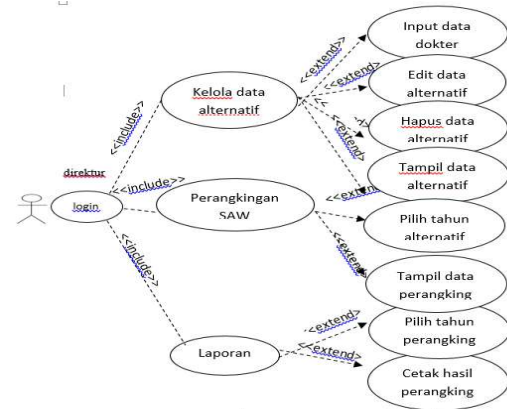 Input data
dokter
<<extend>>
<<extend>>
Edit data
alternatif
Kelola data
alternatif
<<
Hapus data
alternatif
<<extend>>
<<include>>
Tampil data
alternatif
direktur
<<include>>
<<extend>
login
Perangkingan
SAW
Pilih tahun
alternatif
<<extend>>
<<include>>
Tampil data
perangking
<extend>>
Pilih tahun
perangking
<<extend>>
Laporan
Cetak hasil
perangking